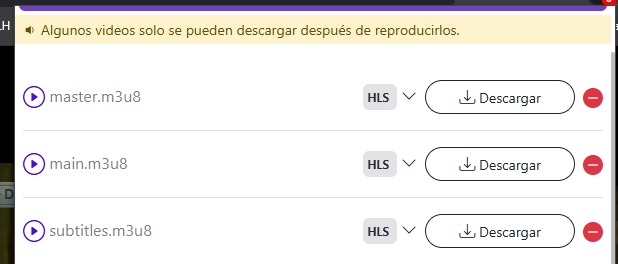 LH
Algunos videos solo se pueden descargar después de reproducirlos.
master.m3u8 HLS Descargar
main.m3u8 HLS Descargar
D
subtitles.m3u8 HLS Descargar